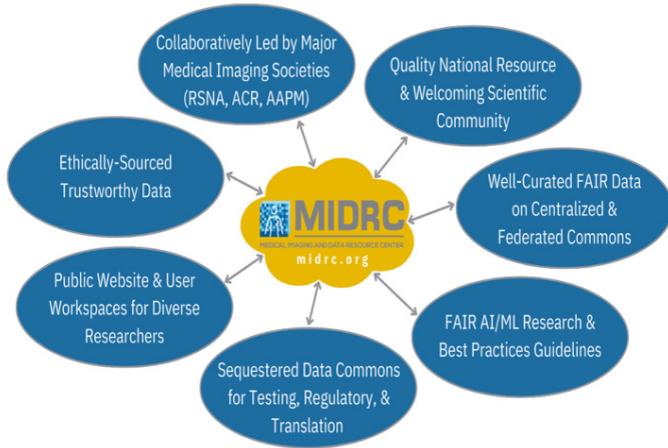 Collaboratively Led by Major
Medical Imaging Societies
(RSNA, ACR, AAPM)
Quality National Resource
& Welcoming Scientific
Community
Ethically-Sourced
Trustworthy Data
Well-Curated FAIR Data
on Centralized &
Federated Commons
MIDRC
MEDICAL IMAGING AND DATA RESOURCE CENTER
midrc.org
Public Website & User
Workspaces for Diverse
Researchers
FAIR AI/ML Research &
Best Practices Guidelines
Sequestered Data Commons
for Testing, Regulatory, &
Translation